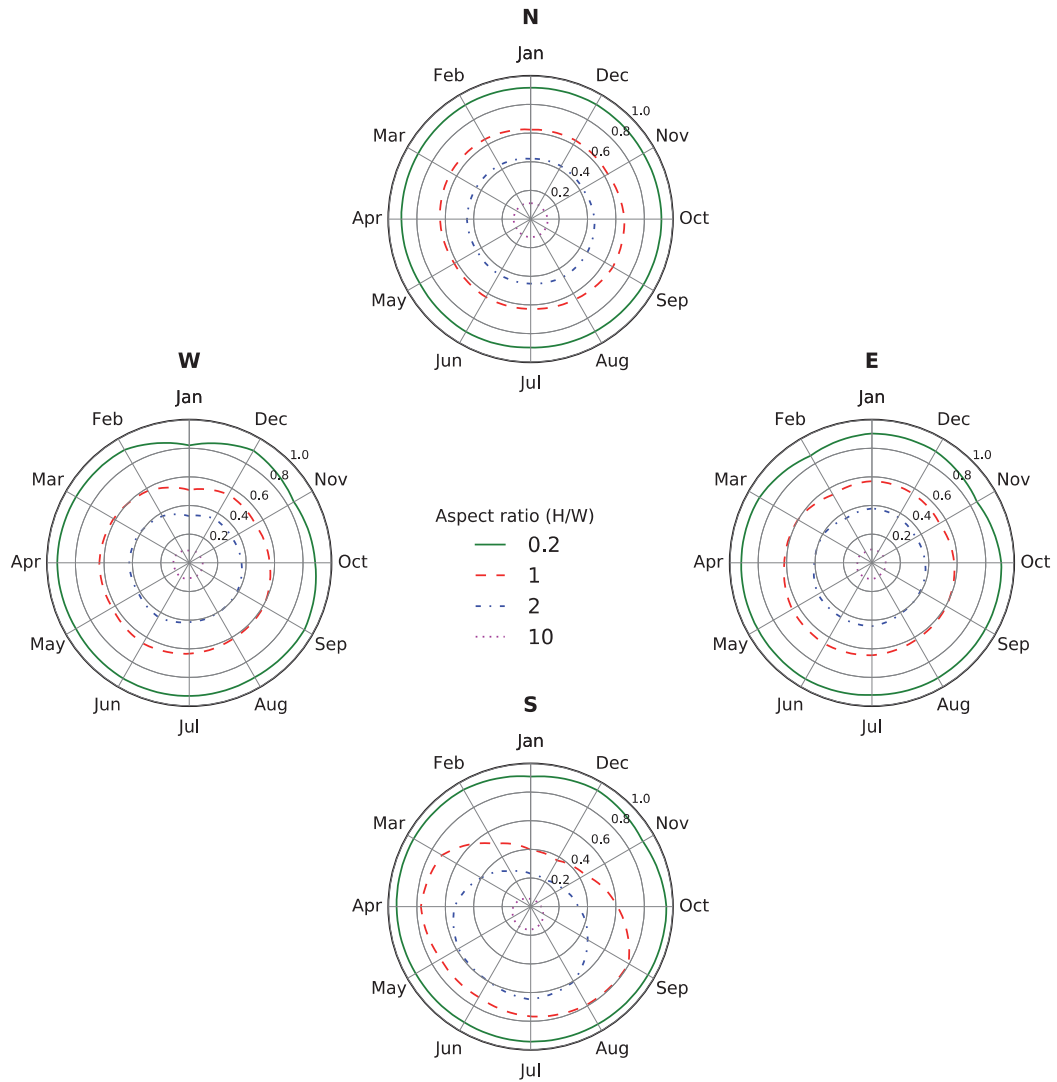 N
Jan
Feb Dec
1.0
Mar 0.8 Nov
0.6
0.4
0.2
Apr Oct
May Sep
Jun Aug
Jul
W
Jan
Feb Dec
1.0
Mar 0.8 Nov
0.6
0.4
0.2
Apr Oct
May Sep
Jun Aug
Jul
Aspect ratio (H/W)
0.2
1
2
10
E
Jan
Feb Dec
1.0
Mar 0.8 Nov
0.6
0.4
0.2
Apr Oct
May Sep
Jun Aug
Jul
S
Jan
Feb Dec
1.0
Mar 0.8 Nov
0.6
0.4
0.2
Apr Oct
May Sep
Jun Aug
Jul